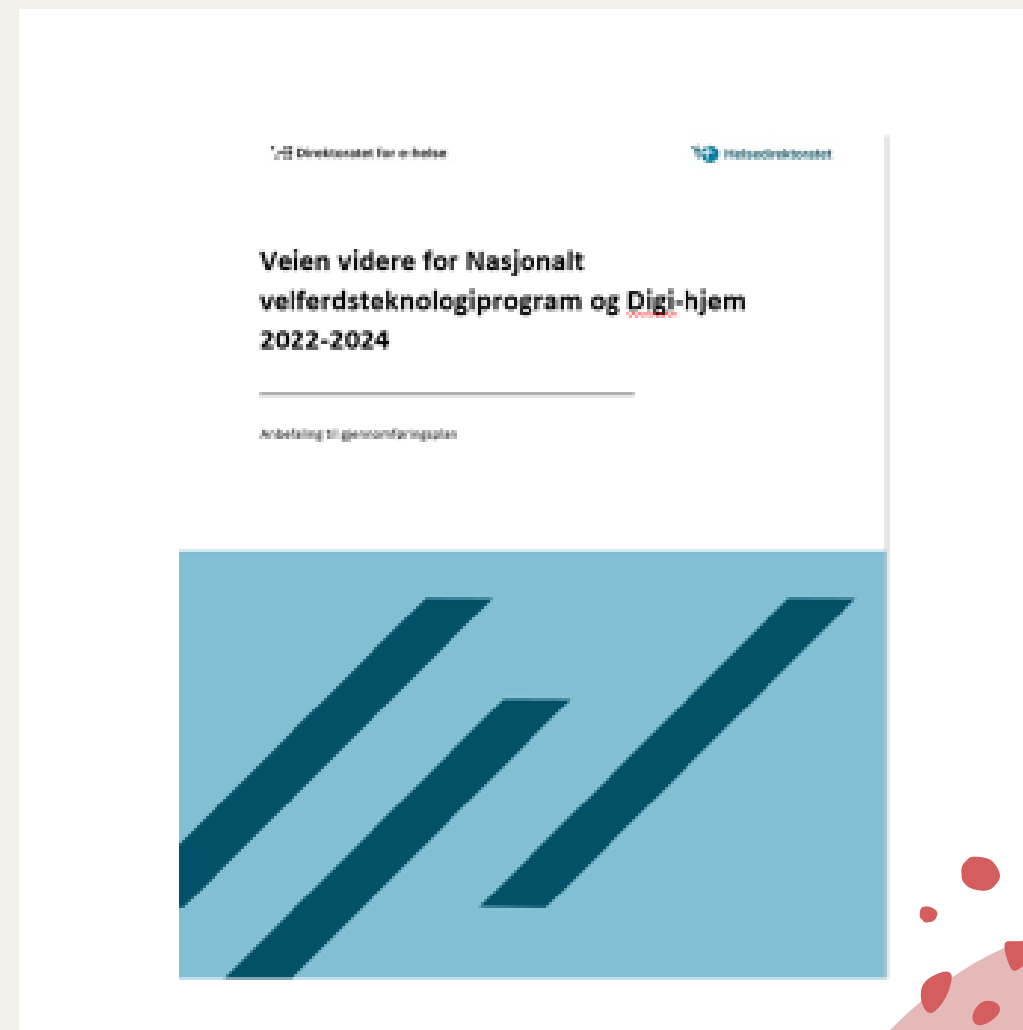 Direktoratet for e-helse
Helsedirektoratet
Veien videre for Nasjonalt
velferdsteknologiprogram og Digi-hjem
2022-2024
Anbefaling til gjennomføringsplan